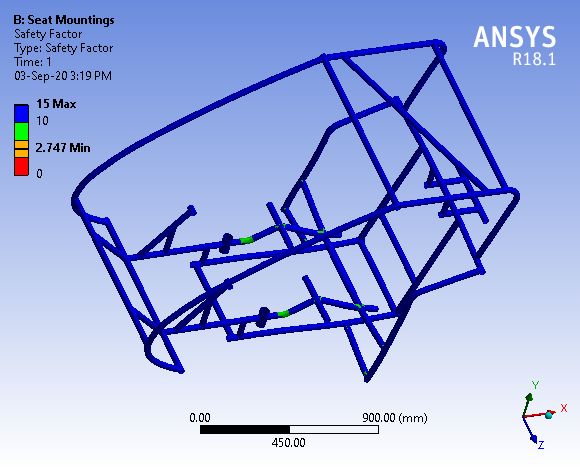 B: Seat Mountings
Safety Factor
Type: Safety Factor
Time: 1
03-Sep-20 3:19 PM
15 Max
10
2.747 Min
0
ANSYS
R18.1
0.00
900.00 (mm)
450.00
Y
X
Z